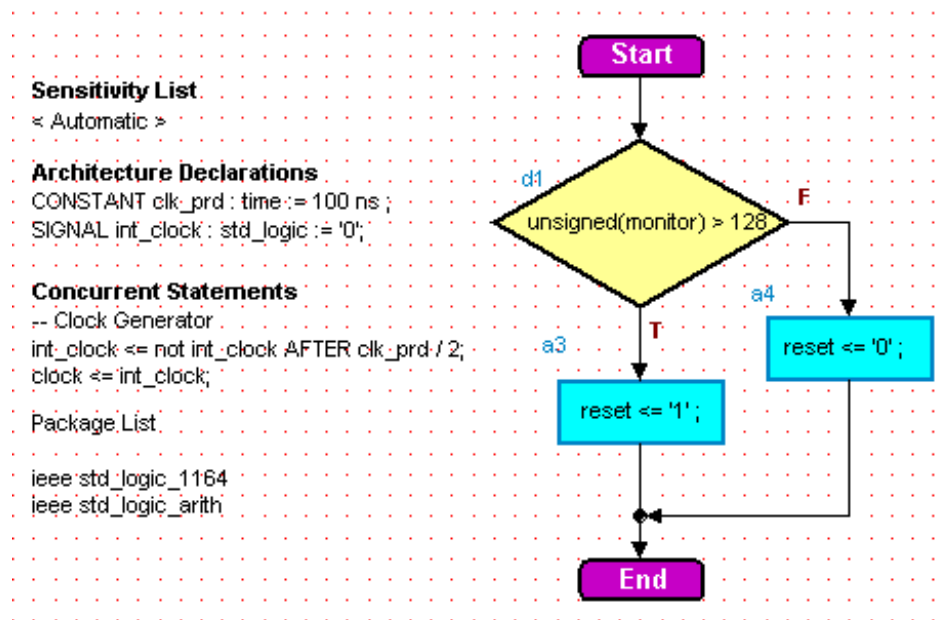 Sensitivity List
< Automatic >
Architecture Declarations
CONSTANT clk_prd : time := 100 ns ;
SIGNAL int_clock : std_logic := '0';
Concurrent Statements
-- Clock Generator
int_clock <= not int_clock AFTER clk_prd / 2;
clock <= int_clock;
Package List
ieee std_logic_1164
ieee std_logic_arith
Start
d1
unsigned(monitor) > 128
F
a4
reset <= '0' ;
T
a3
reset <= '1' ;
End